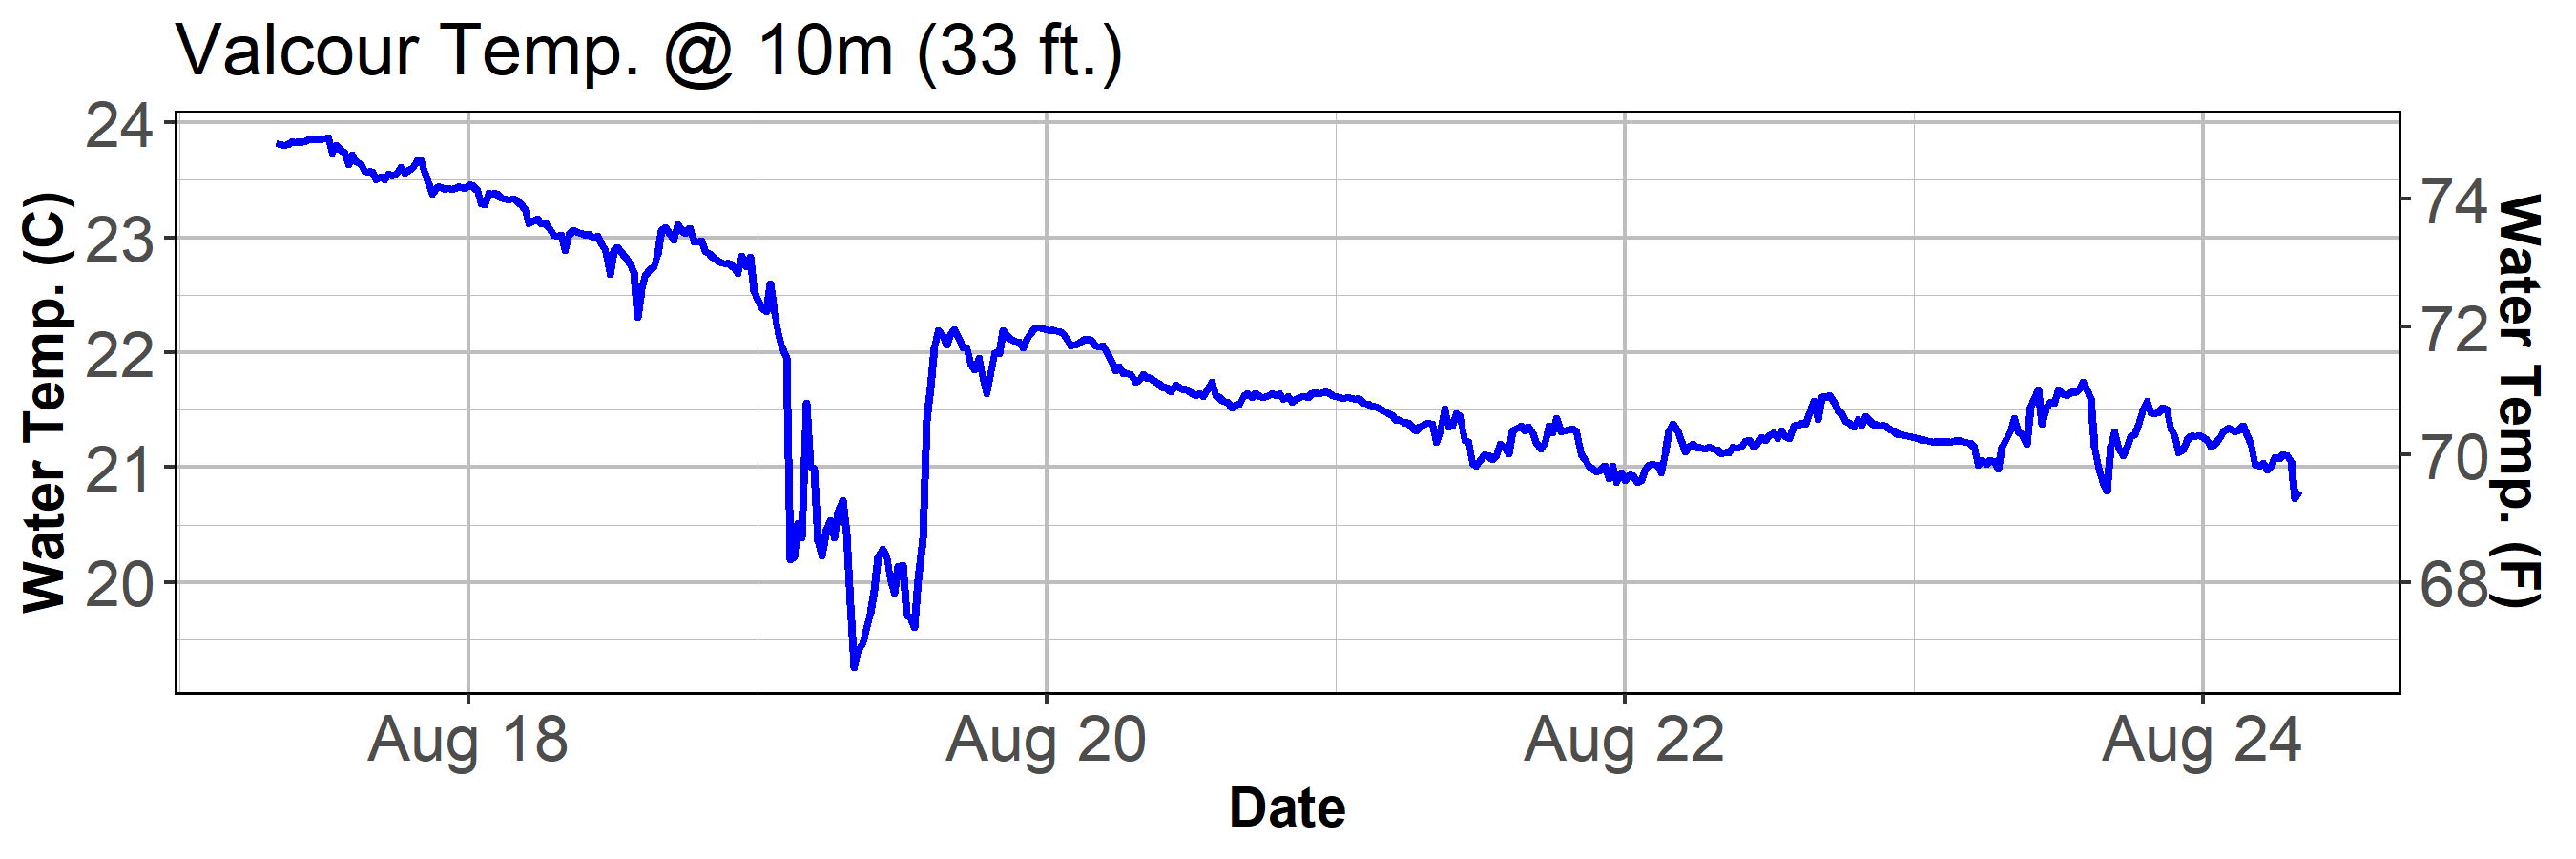 Valcour Temp. @ 10m (33 ft.)
Water Temp. (C)
24
23
22
21
20
74
72
70
68
Water Temp. (F)
Aug 18
Aug 20
Aug 22
Aug 24
Date